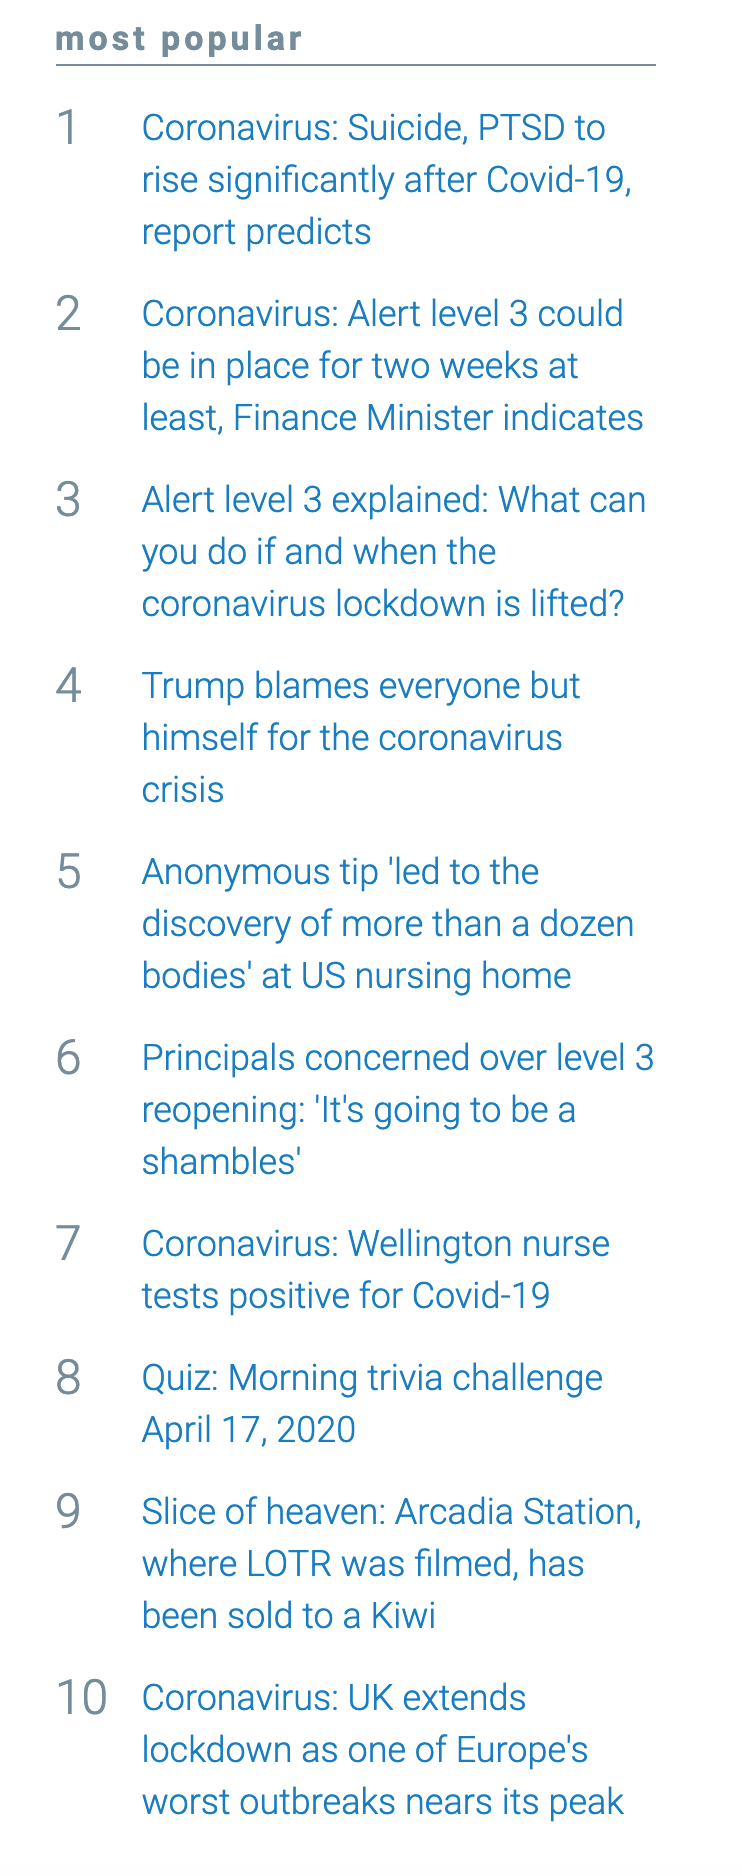 most popular
1 Coronavirus: Suicide, PTSD to
rise significantly after Covid-19,
report predicts
2 Coronavirus: Alert level 3 could
be in place for two weeks at
least, Finance Minister indicates
3 Alert level 3 explained: What can
you do if and when the
coronavirus lockdown is lifted?
4 Trump blames everyone but
himself for the coronavirus
crisis
5 Anonymous tip 'led to the
discovery of more than a dozen
bodies' at US nursing home
6 Principals concerned over level 3
reopening: 'It's going to be a
shambles'
7 Coronavirus: Wellington nurse
tests positive for Covid-19
8 Quiz: Morning trivia challenge
April 17, 2020
9 Slice of heaven: Arcadia Station,
where LOTR was filmed, has
been sold to a Kiwi
10 Coronavirus: UK extends
lockdown as one of Europe's
worst outbreaks nears its peak